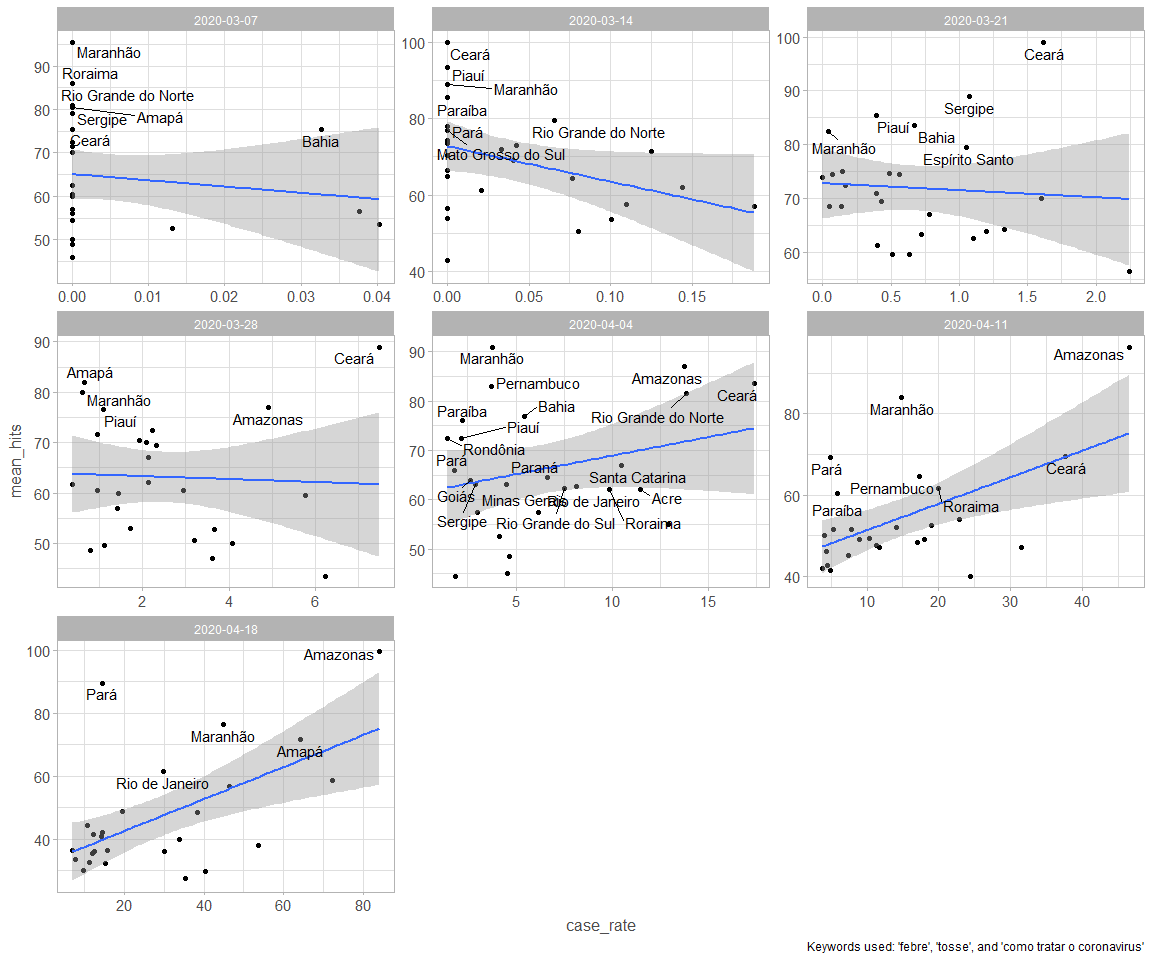 2020-03-07
2020-03-14
2020-03-21
Maranhão
Roraima
Rio Grande do Norte
Sergipe
Amapá
Ceará
Bahia
90
80
70
60
50
0.00
0.01
0.02
0.03
0.04
Ceará
Piauí
Maranhão
Paraíba
Pará
Rio Grande do Norte
Mato Grosso do Sul
100
80
60
40
0.00
0.05
0.10
0.15
Ceará
Sergipe
Piauí
Bahia
Maranhão
Espírito Santo
100
90
80
70
60
0.0
0.5
1.0
1.5
2.0
2020-03-28
2020-04-04
2020-04-11
Ceará
Amapá
Maranhão
Piauí
Amazonas
90
80
70
60
50
2
4
6
Maranhão
Pernambuco
Amazonas
Ceará
Paraíba
Bahia
Rio Grande do Norte
Piauí
Rondônia
Pará
Paraná
Santa Catarina
Goiás
Minas Gerais
Rio de Janeiro
Acre
Sergipe
Rio Grande do Sul
Roraima
90
80
70
60
50
5
10
15
Amazonas
Maranhão
Pará
Ceará
Pernambuco
Paraíba
Roraima
80
60
40
10
20
30
40
mean_hits
2020-04-18
Amazonas
Pará
Maranhão
Amapá
Rio de Janeiro
100
80
60
40
20
40
60
80
case_rate
Keywords used: 'febre', 'tosse', and 'como tratar o coronavirus'